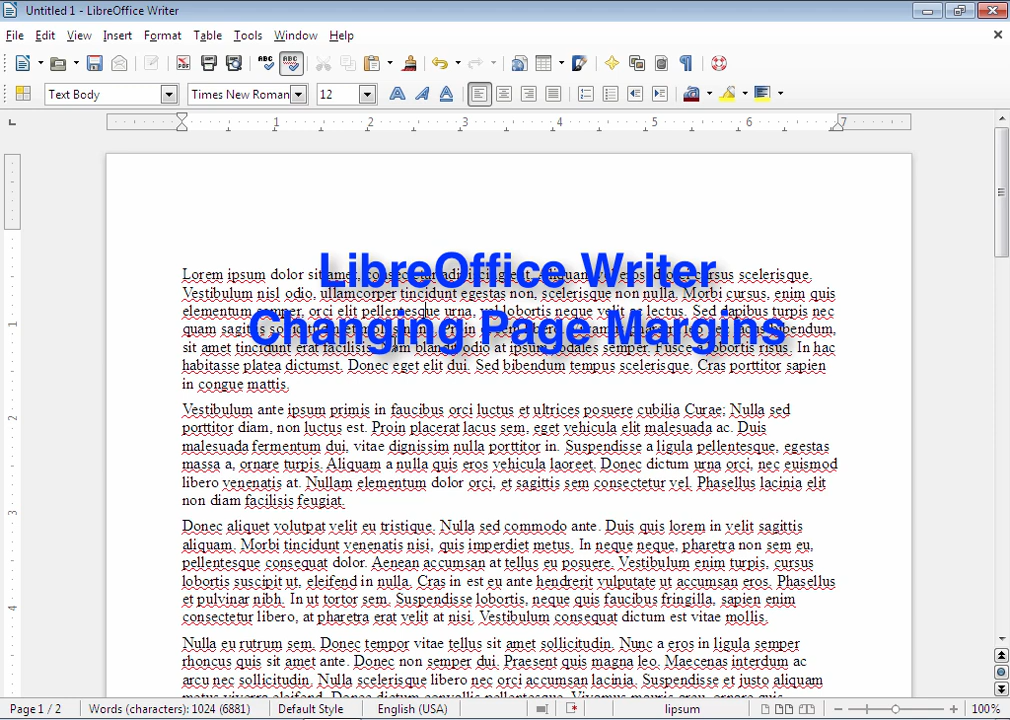 Untitled 1 - LibreOffice Writer
File Edit View Insert Format Table Tools Window Help
Text Body Times New Roman 12
1 2 3 4 5 6 7
LibreOffice Writer
Changing Page Margins
Lorem ipsum dolor sit amet, consectetur adipiscing elit. Aliquam scelerisque.
Vestibulum nisl odio, ullamcorper tincidunt egestas non, scelerisque non nulla. Morbi cursus, enim quis
elementum semper, orci elit pellentesque urna, vel lobortis neque velit eu lectus. Sed dapibus turpis nec
quam sagittis bibendum,
sit amet tincidunt erat facilisis. Nam blandit odio at ipsum sodales semper. Fusce lobortis risus. In hac
habitasse platea dictumst. Donec eget elit dui. Sed bibendum tempus scelerisque. Cras porttitor sapien
in congue mattis.
Vestibulum ante ipsum primis in faucibus orci luctus et ultrices posuere cubilia Curae; Nulla sed
porttitor diam, non luctus est. Proin placerat lacus sem, eget vehicula elit malesuada ac. Duis
malesuada fermentum dui, vitae dignissim nulla porttitor in. Suspendisse a ligula pellentesque, egestas
massa a, ornare turpis. Aliquam a nulla quis eros vehicula laoreet. Donec dictum urna orci, nec euismod
libero venenatis at. Nullam elementum dolor orci, et sagittis sem consectetur vel. Phasellus lacinia elit
non diam facilisis feugiat.
Donec aliquet volutpat velit eu tristique. Nulla sed commodo ante. Duis quis lorem in velit sagittis
aliquam. Morbi tincidunt venenatis nisi, quis imperdiet metus. In neque neque, pharetra non sem eu,
pellentesque consequat dolor. Aenean accumsan at tellus eu posuere. Vestibulum enim turpis, cursus
lobortis suscipit ut, eleifend in nulla. Cras in est eu ante hendrerit vulputate ut accumsan eros. Phasellus
et pulvinar nibh. In ut tortor sem. Suspendisse lobortis, neque quis faucibus fringilla, sapien enim
consectetur libero, at pharetra erat velit at nisi. Vestibulum consequat dictum est vitae mollis.
Nulla eu rutrum sem. Donec tempor vitae tellus sit amet sollicitudin. Nunc a eros in ligula semper
rhoncus quis sit amet ante. Donec non semper dui. Praesent quis magna leo. Maecenas interdum ac
arcu nec sollicitudin. Nulla scelerisque libero nec orci accumsan lacinia. Suspendisse et justo aliquam
1
2
3
4
Page 1 / 2 Words (characters): 1024 (6881) Default Style English (USA) lipsum 100%